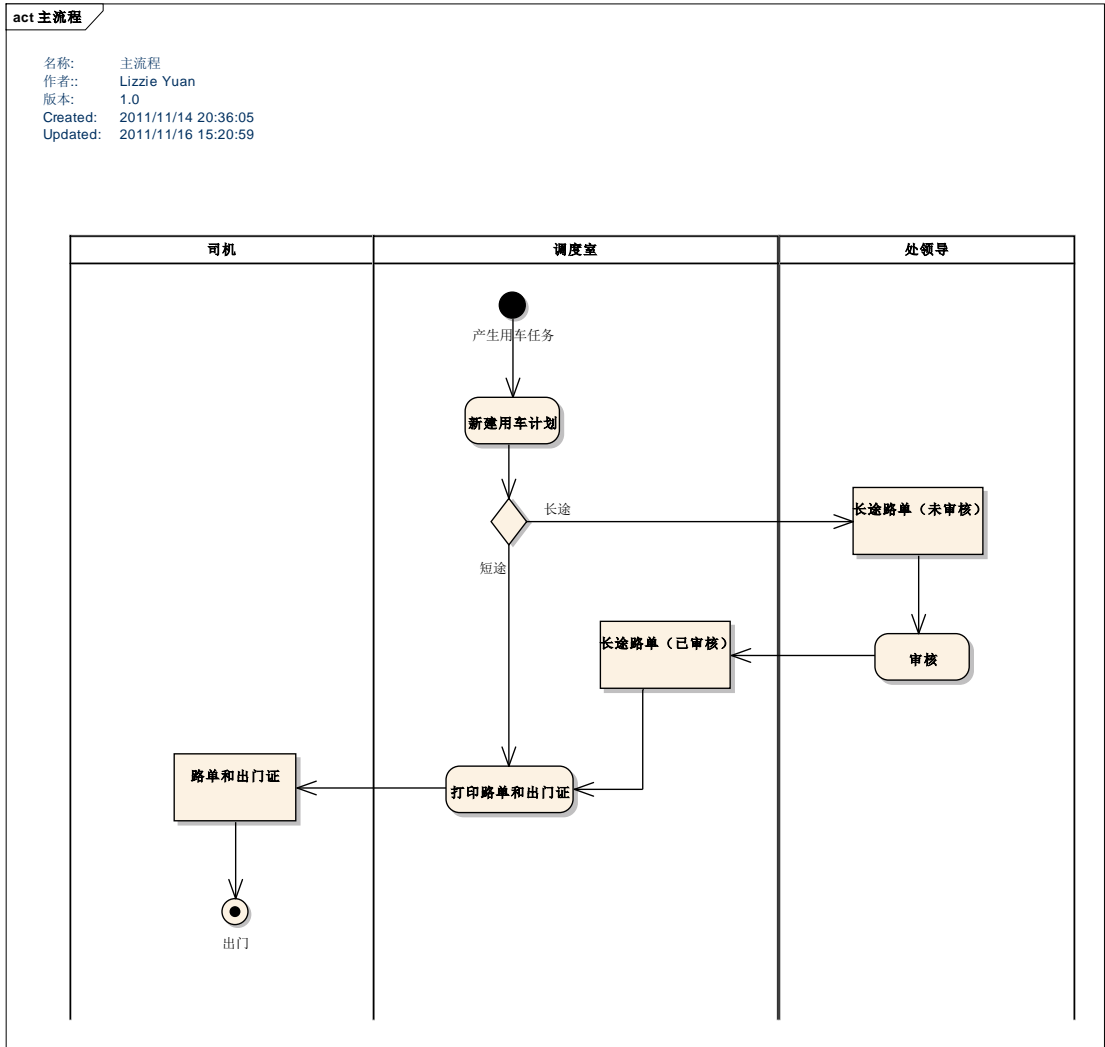 act 主流程
名称: 主流程
作者:: Lizzie Yuan
版本: 1.0
Created: 2011/11/14 20:36:05
Updated: 2011/11/16 15:20:59
司机 调度室 处领导
产生用车任务
新建用车计划
长途
长途路单（未审核）
短途
长途路单（已审核）
审核
路单和出门证
打印路单和出门证
出门